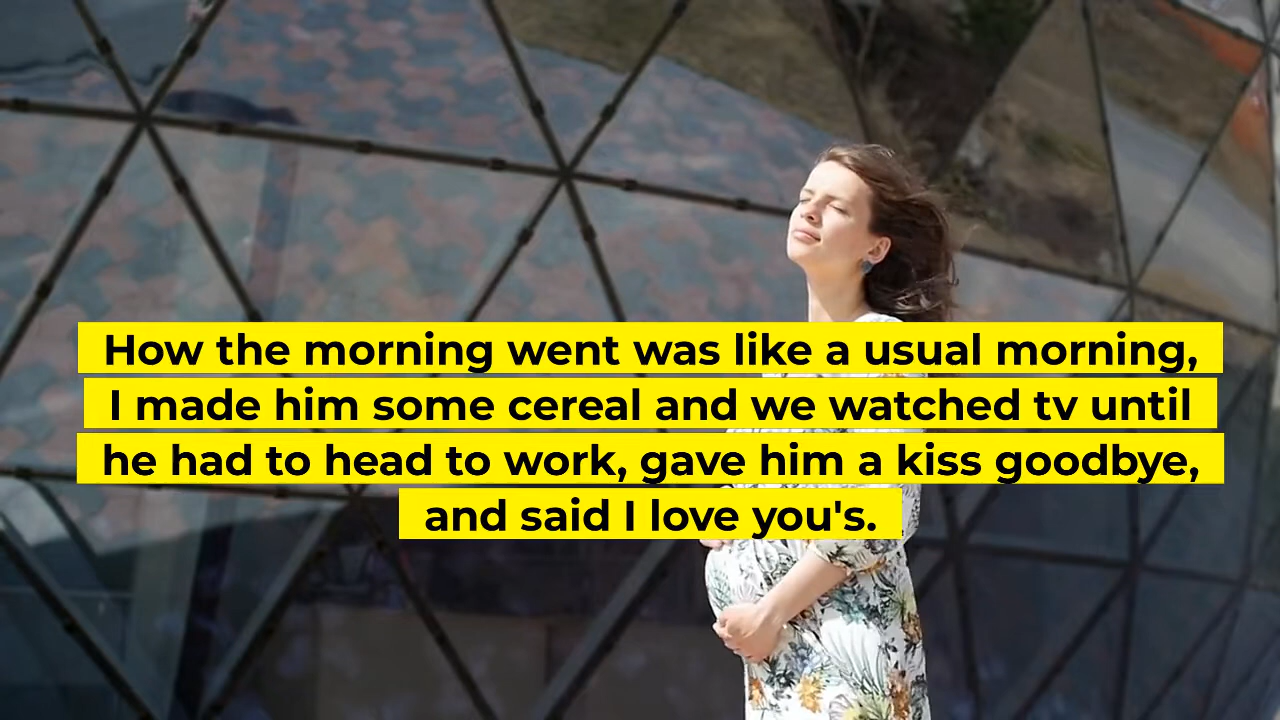 How the morning went was like a usual morning,
I made him some cereal and we watched tv until
he had to head to work, gave him a kiss goodbye,
and said I love you's.